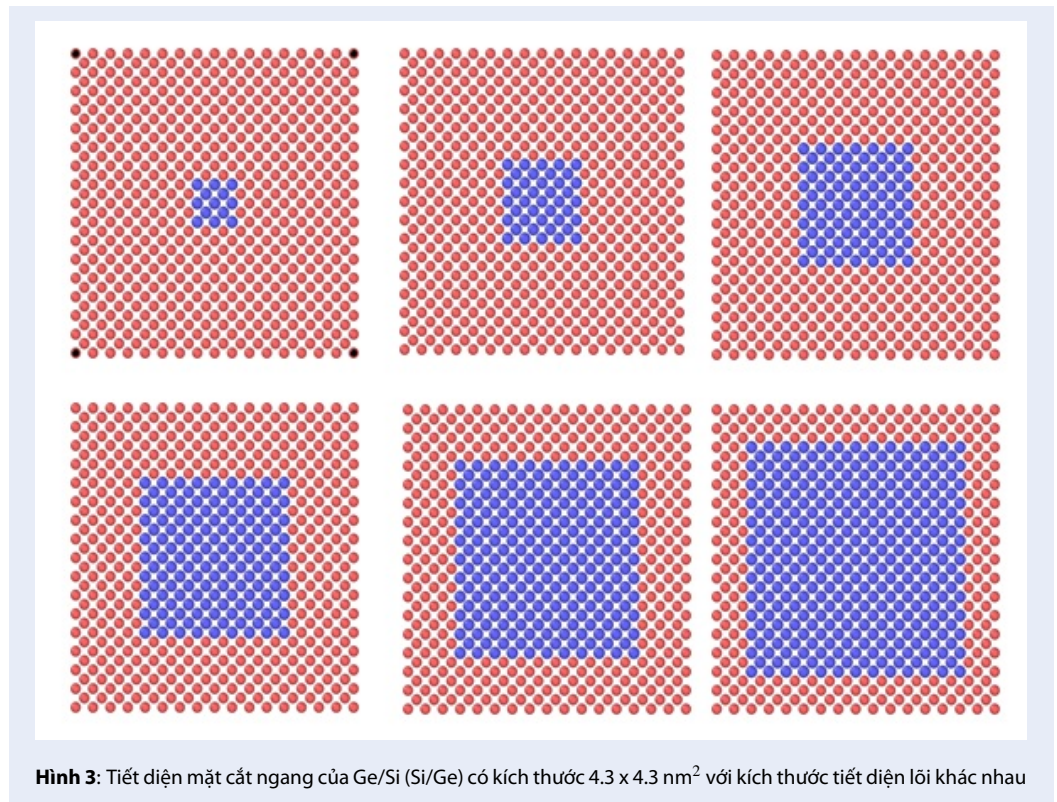 Hình 3: Tiết diện mặt cắt ngang của Ge/Si (Si/Ge) có kích thước 4.3 x 4.3 nm² với kích thước tiết diện lõi khác nhau